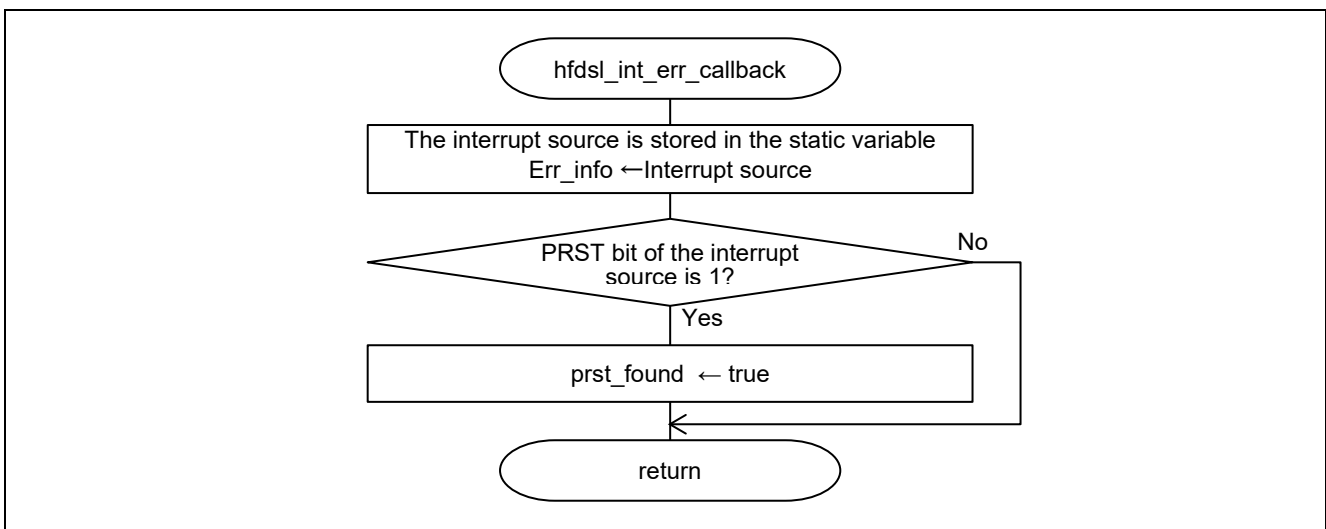 hfdsl_int_err_callback
The interrupt source is stored in the static variable
Err_info ←Interrupt source
PRST bit of the interrupt
source is 1?
No
Yes
prst_found ← true
return